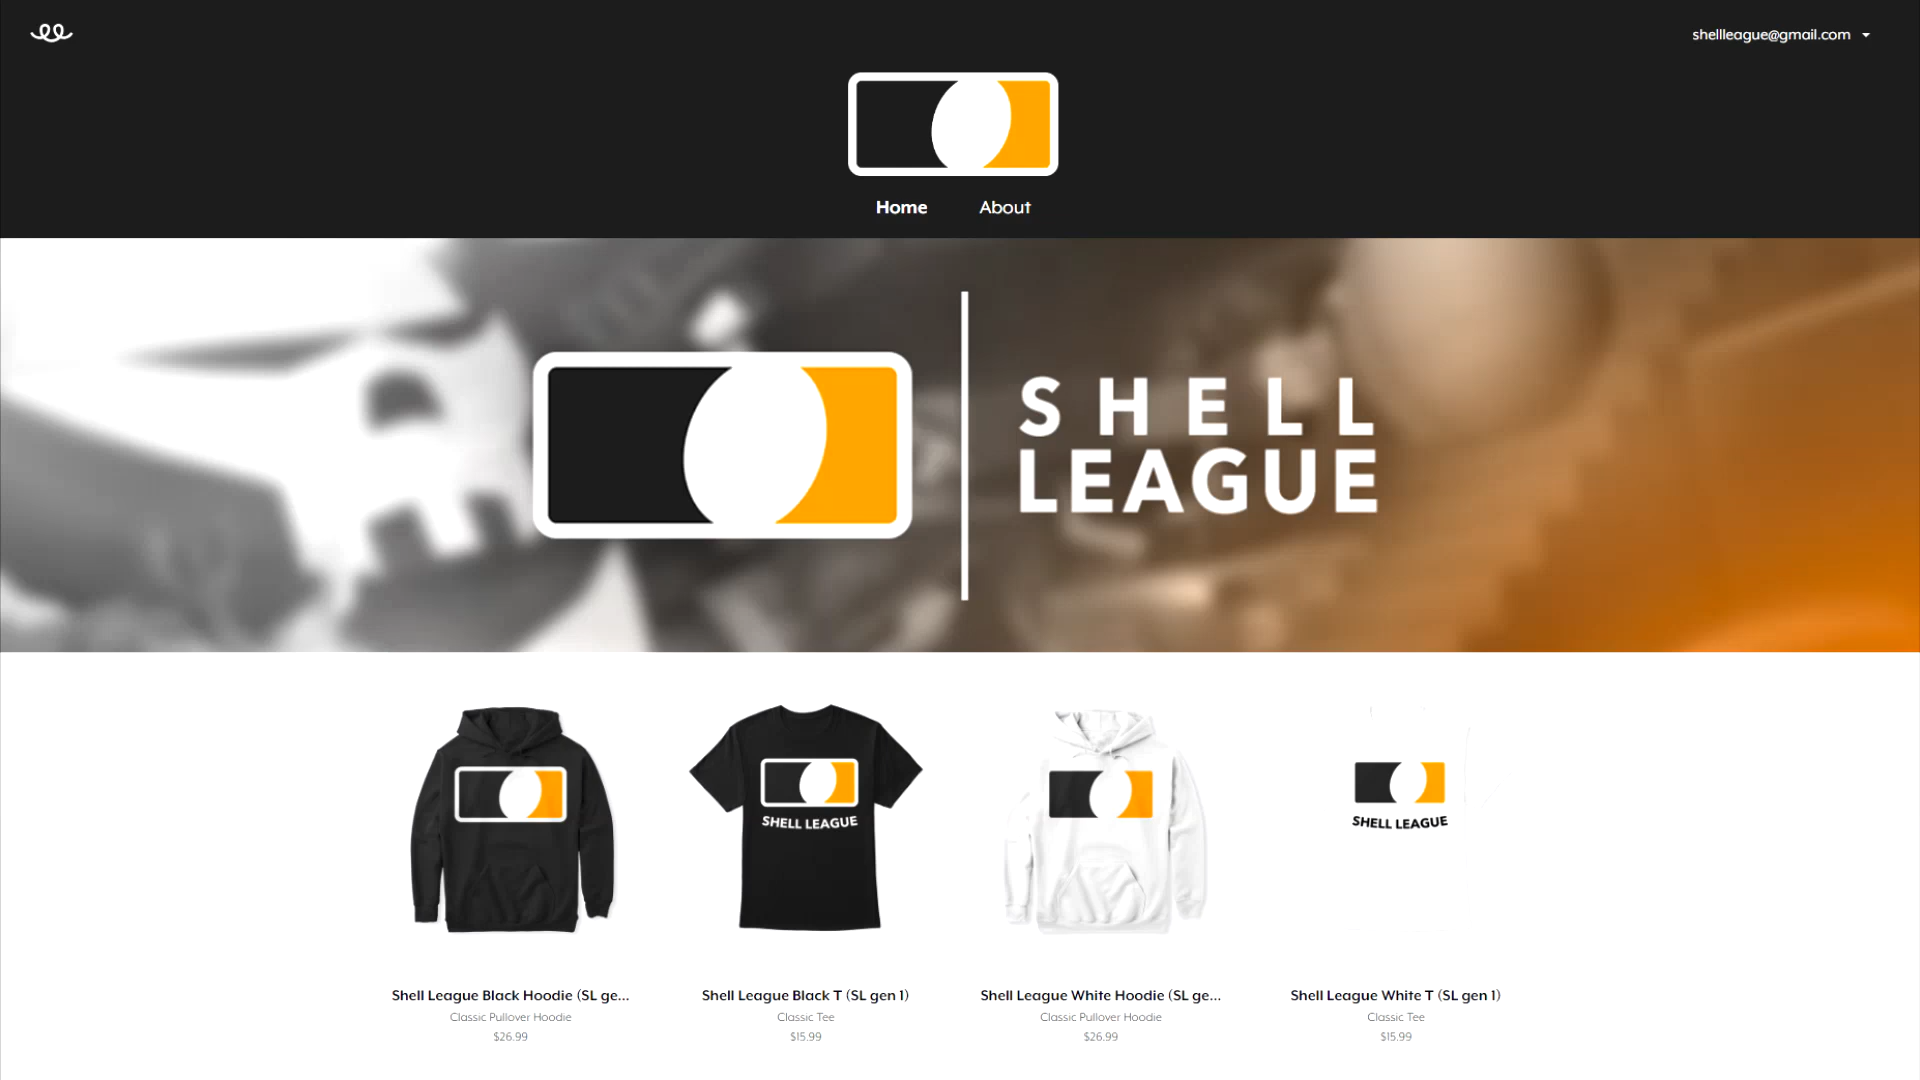 shellleague@gmail.com
Home About
SHELL
LEAGUE
SHELL LEAGUE
SHELL LEAGUE
Shell League Black Hoodie (SL ge...
Classic Pullover Hoodie
$26.99
Shell League Black T (SL gen 1)
Classic Tee
$15.99
Shell League White Hoodie (SL ge...
Classic Pullover Hoodie
$26.99
Shell League White T (SL gen 1)
Classic Tee
$15.99